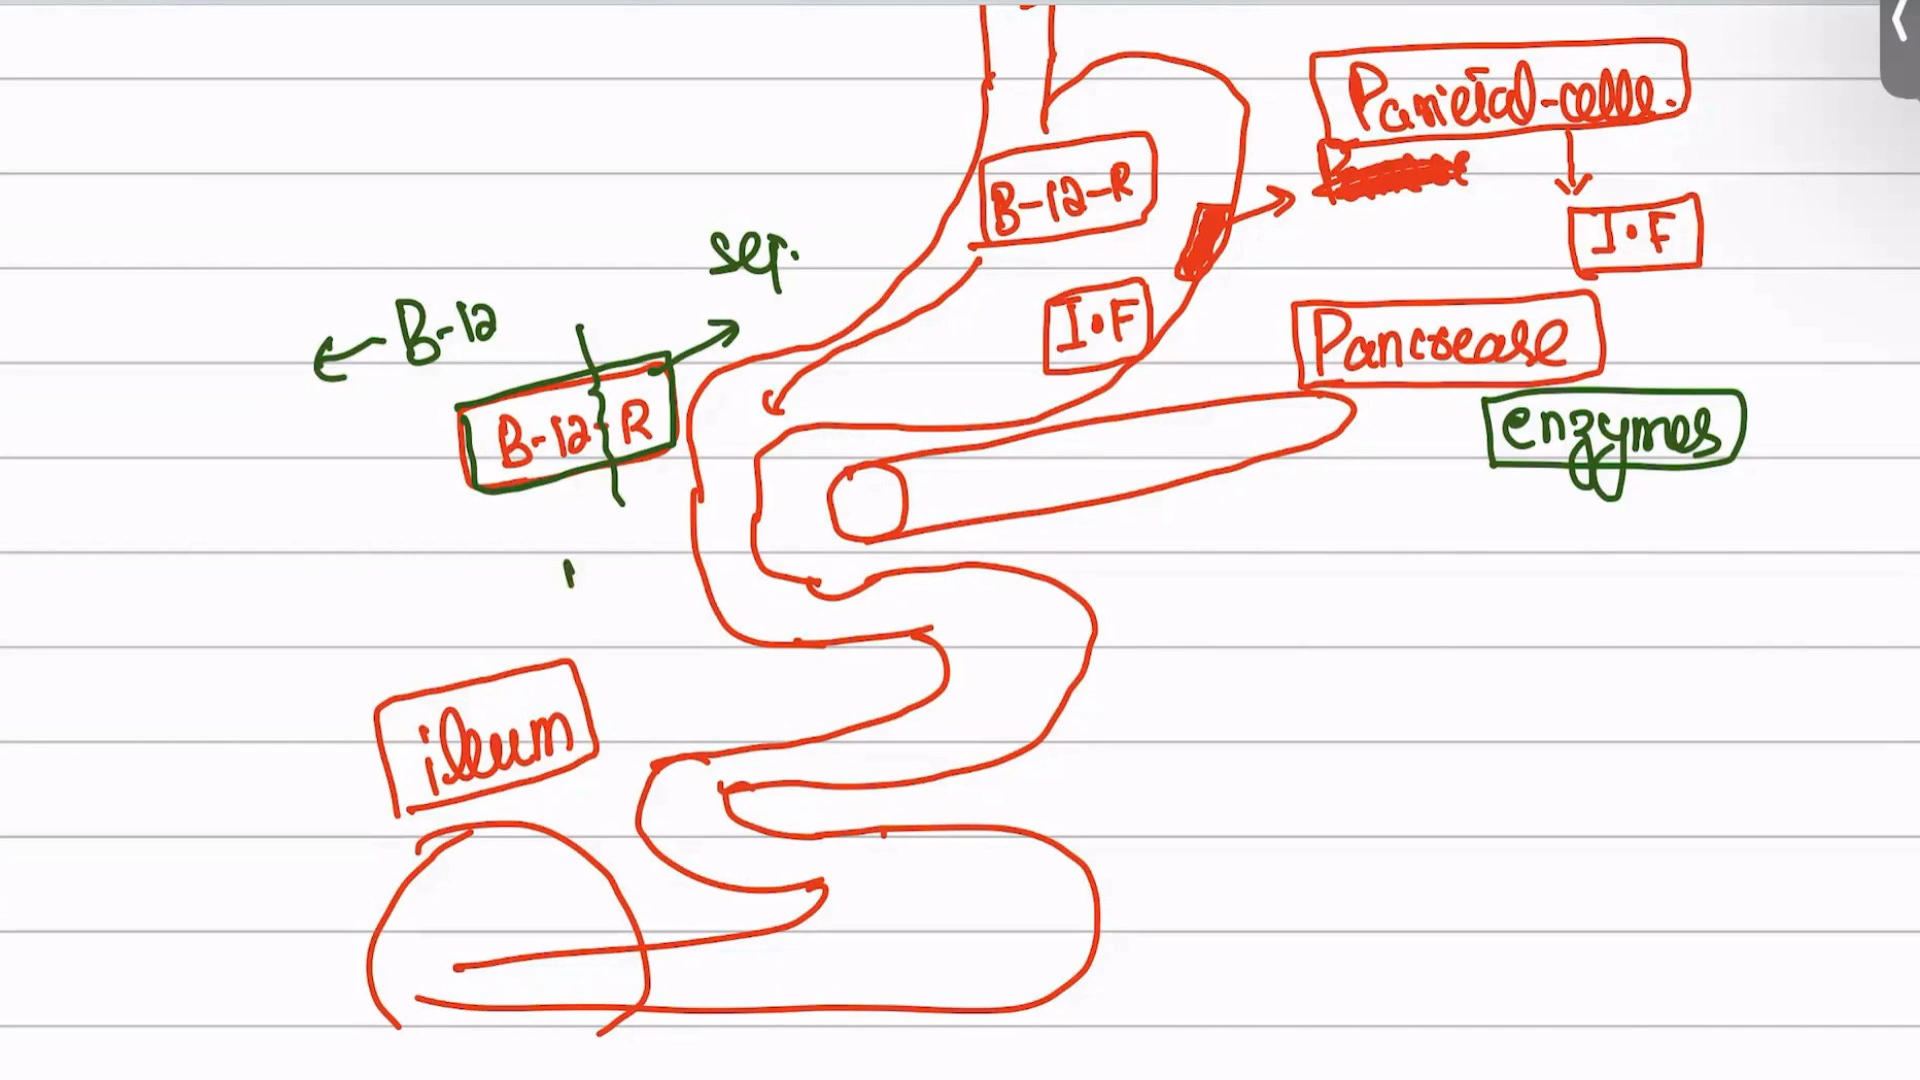 Parietal-cells.
B-12-R
I.F
sep.
B-12
I.F
Pancrease
B-12-R
enzymes
ileum